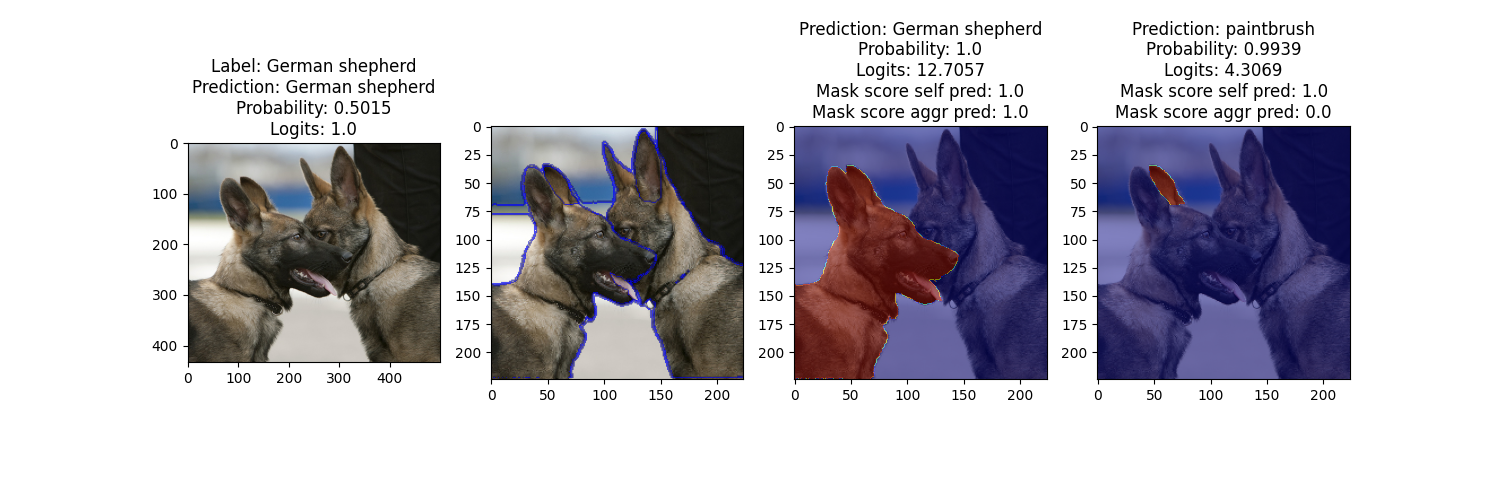 Label: German shepherd
Prediction: German shepherd
Probability: 0.5015
Logits: 1.0
0
100
200
300
400
0 100 200 300 400
0
25
50
75
100
125
150
175
200
0 50 100 150 200
Prediction: German shepherd
Probability: 1.0
Logits: 12.7057
Mask score self pred: 1.0
Mask score aggr pred: 1.0
0
25
50
75
100
125
150
175
200
0 50 100 150 200
Prediction: paintbrush
Probability: 0.9939
Logits: 4.3069
Mask score self pred: 1.0
Mask score aggr pred: 0.0
0
25
50
75
100
125
150
175
200
0 50 100 150 200